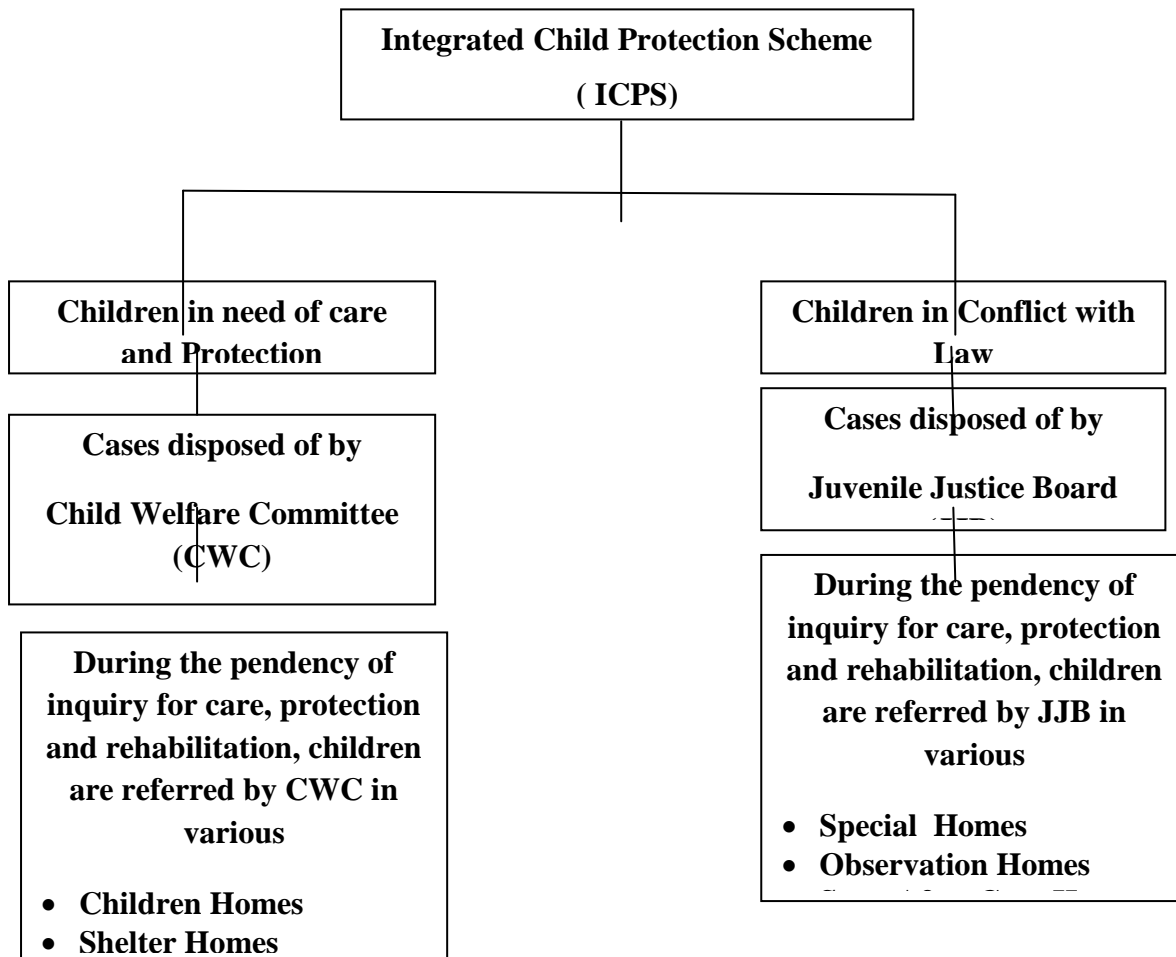 Integrated Child Protection Scheme
( ICPS)
Children in need of care
and Protection
Cases disposed of by
Child Welfare Committee
(CWC)
During the pendency of
inquiry for care, protection
and rehabilitation, children
are referred by CWC in
various
• Children Homes
• Shelter Homes
Children in Conflict with
Law
Cases disposed of by
Juvenile Justice Board
During the pendency of
inquiry for care, protection
and rehabilitation, children
are referred by JJB in
various
• Special Homes
• Observation Homes